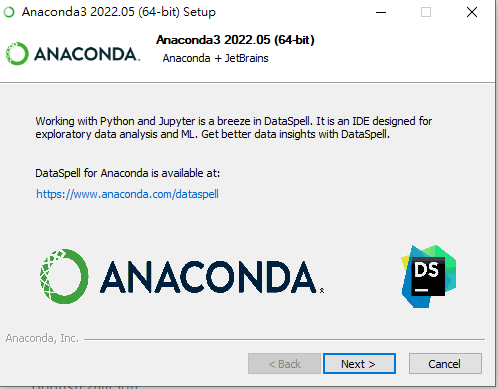 Anaconda3 2022.05 (64-bit) Setup
Anaconda3 2022.05 (64-bit)
Anaconda + JetBrains
ANACONDA.
Working with Python and Jupyter is a breeze in DataSpell. It is an IDE designed for
exploratory data analysis and ML. Get better data insights with DataSpell.
DataSpell for Anaconda is available at:
https://www.anaconda.com/dataspell
ANACONDA
DS
Anaconda, Inc.
< Back
Next >
Cancel